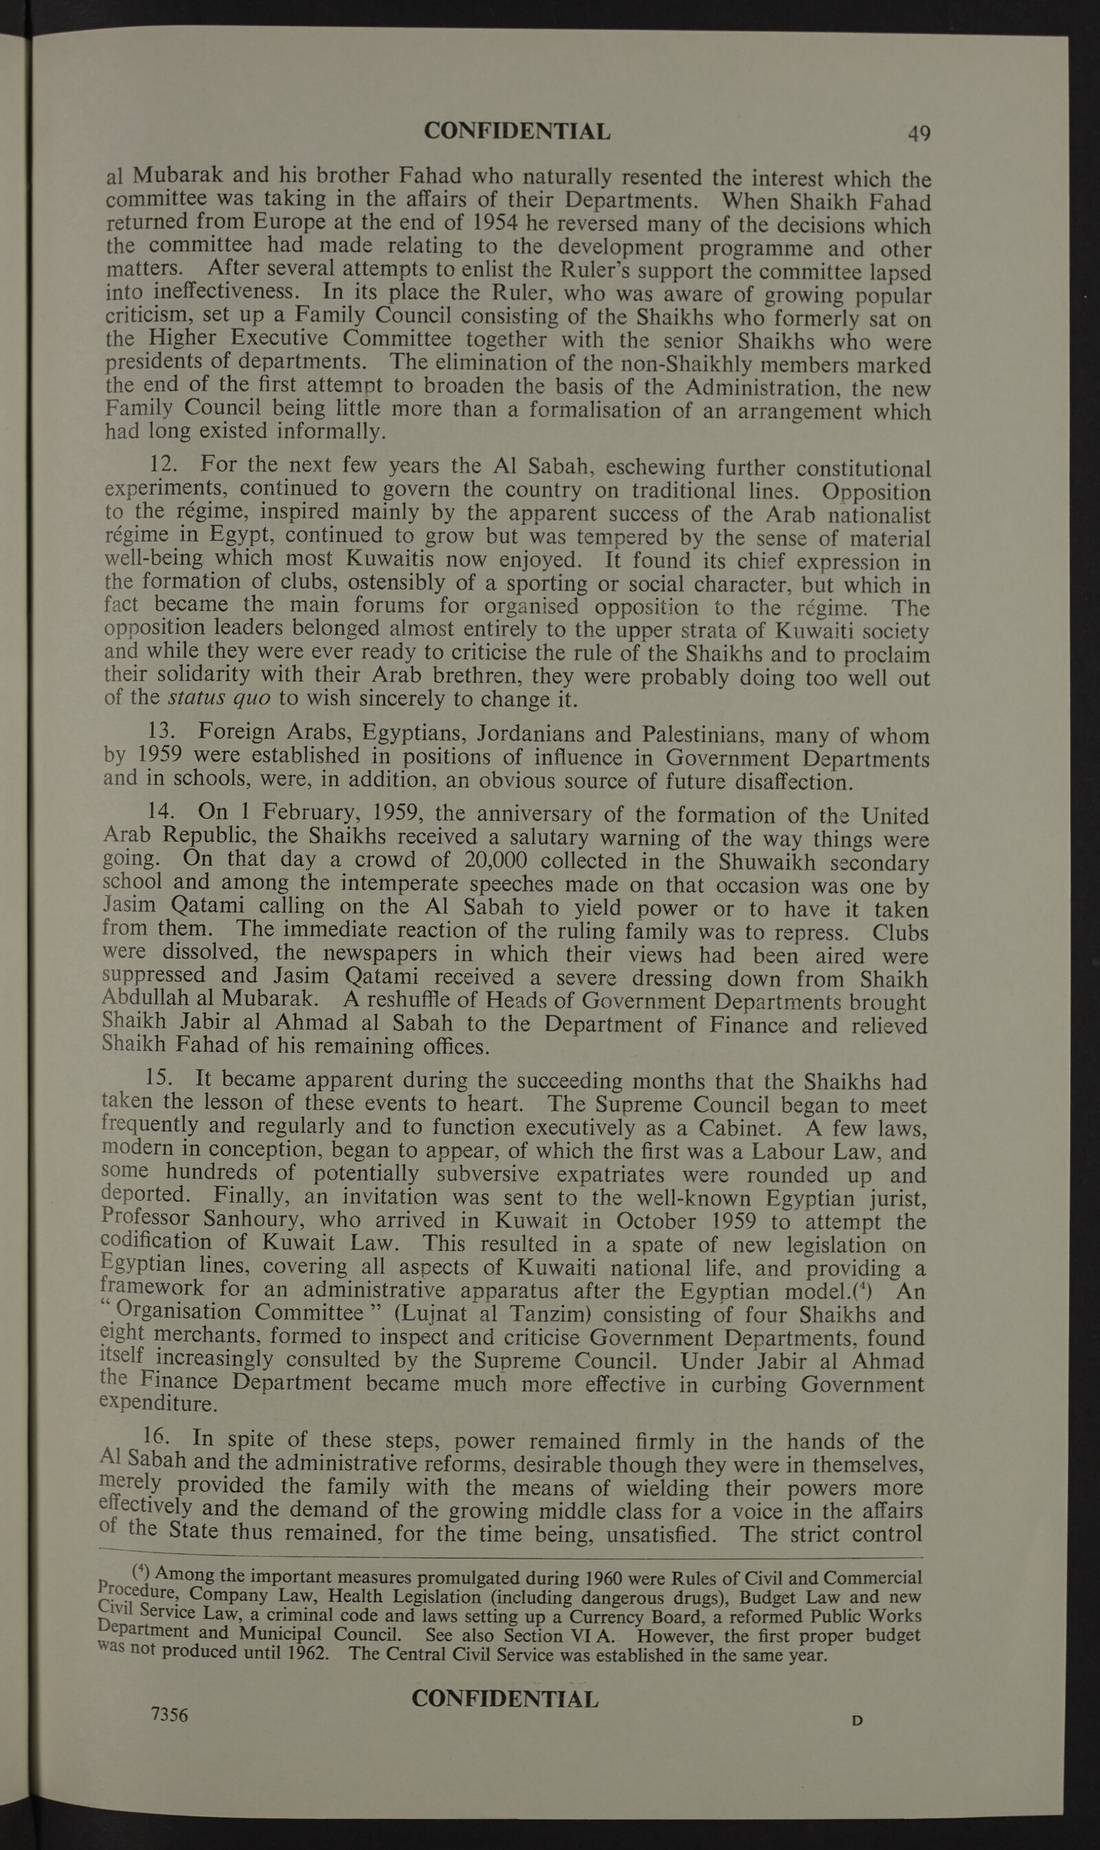 CONFIDENTIAL 49
al Mubarak and his brother Fahad who naturally resented the interest which the
committee was taking in the affairs of their Departments. When Shaikh Fahad
returned from Europe at the end of 1954 he reversed many of the decisions which
the committee had made relating to the development programme and other
matters. After several attempts to enlist the Ruler's support the committee lapsed
into ineffectiveness. In its place the Ruler, who was aware of growing popular
criticism, set up a Family Council consisting of the Shaikhs who formerly sat on
the Higher Executive Committee together with the senior Shaikhs who were
presidents of departments. The elimination of the non-Shaikhly members marked
the end of the first attempt to broaden the basis of the Administration, the new
Family Council being little more than a formalisation of an arrangement which
had long existed informally.
12. For the next few years the Al Sabah, eschewing further constitutional
experiments, continued to govern the country on traditional lines. Opposition
to the régime, inspired mainly by the apparent success of the Arab nationalist
régime in Egypt, continued to grow but was tempered by the sense of material
well-being which most Kuwaitis now enjoyed. It found its chief expression in
the formation of clubs, ostensibly of a sporting or social character, but which in
fact became the main forums for organised opposition to the régime. The
opposition leaders belonged almost entirely to the upper strata of Kuwaiti society
and while they were ever ready to criticise the rule of the Shaikhs and to proclaim
their solidarity with their Arab brethren, they were probably doing too well out
of the status quo to wish sincerely to change it.
13. Foreign Arabs, Egyptians, Jordanians and Palestinians, many of whom
by 1959 were established in positions of influence in Government Departments
and in schools, were, in addition, an obvious source of future disaffection.
14. On 1 February, 1959, the anniversary of the formation of the United
Arab Republic, the Shaikhs received a salutary warning of the way things were
going. On that day a crowd of 20,000 collected in the Shuwaikh secondary
school and among the intemperate speeches made on that occasion was one by
Jasim Qatami calling on the Al Sabah to yield power or to have it taken
from them. The immediate reaction of the ruling family was to repress. Clubs
were dissolved, the newspapers in which their views had been aired were
suppressed and Jasim Qatami received a severe dressing down from Shaikh
Abdullah al Mubarak. A reshuffle of Heads of Government Departments brought
Shaikh Jabir al Ahmad al Sabah to the Department of Finance and relieved
Shaikh Fahad of his remaining offices.
15. It became apparent during the succeeding months that the Shaikhs had
taken the lesson of these events to heart. The Supreme Council began to meet
frequently and regularly and to function executively as a Cabinet. A few laws,
modern in conception, began to appear, of which the first was a Labour Law, and
some hundreds of potentially subversive expatriates were rounded up and
deported. Finally, an invitation was sent to the well-known Egyptian jurist,
Professor Sanhoury, who arrived in Kuwait in October 1959 to attempt the
codification of Kuwait Law. This resulted in a spate of new legislation on
Egyptian lines, covering all aspects of Kuwaiti national life, and providing a
framework for an administrative apparatus after the Egyptian model.(⁴) An
“ Organisation Committee ” (Lujnat al Tanzim) consisting of four Shaikhs and
eight merchants, formed to inspect and criticise Government Departments, found
itself increasingly consulted by the Supreme Council. Under Jabir al Ahmad
the Finance Department became much more effective in curbing Government
expenditure.
16. In spite of these steps, power remained firmly in the hands of the
Al Sabah and the administrative reforms, desirable though they were in themselves,
merely provided the family with the means of wielding their powers more
effectively and the demand of the growing middle class for a voice in the affairs
of the State thus remained, for the time being, unsatisfied. The strict control
(⁴) Among the important measures promulgated during 1960 were Rules of Civil and Commercial
Procedure, Company Law, Health Legislation (including dangerous drugs), Budget Law and new
Civil Service Law, a criminal code and laws setting up a Currency Board, a reformed Public Works
Department and Municipal Council. See also Section VI A. However, the first proper budget
was not produced until 1962. The Central Civil Service was established in the same year.
CONFIDENTIAL
7356 D